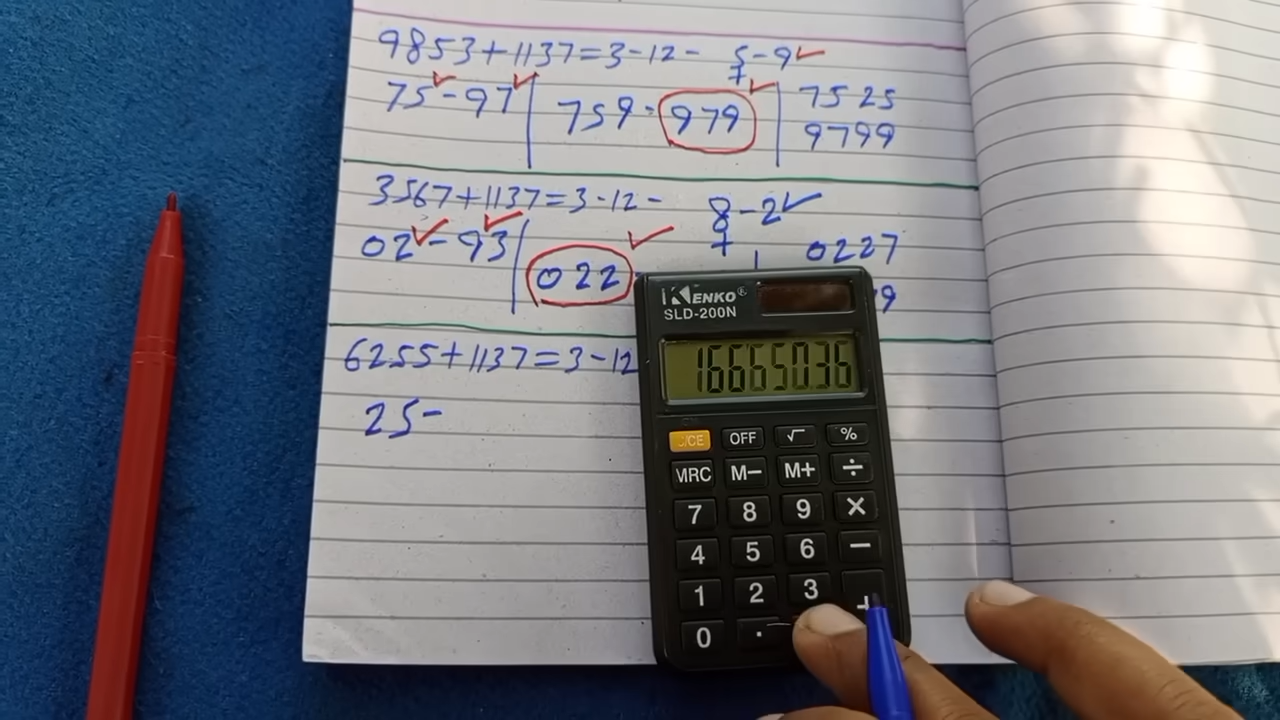 9853+1137=3-12- 5-9
7
75-97 759-979 7525
9799
3567+1137=3-12- 8-2
7
02-93 022 0227
9
6255+1137=3-12
25-
KENKO®
SLD-200N
16665036
OFF √ %
MRC M− M+ ÷
7 8 9 ×
4 5 6 −
1 2 3 +
0 .